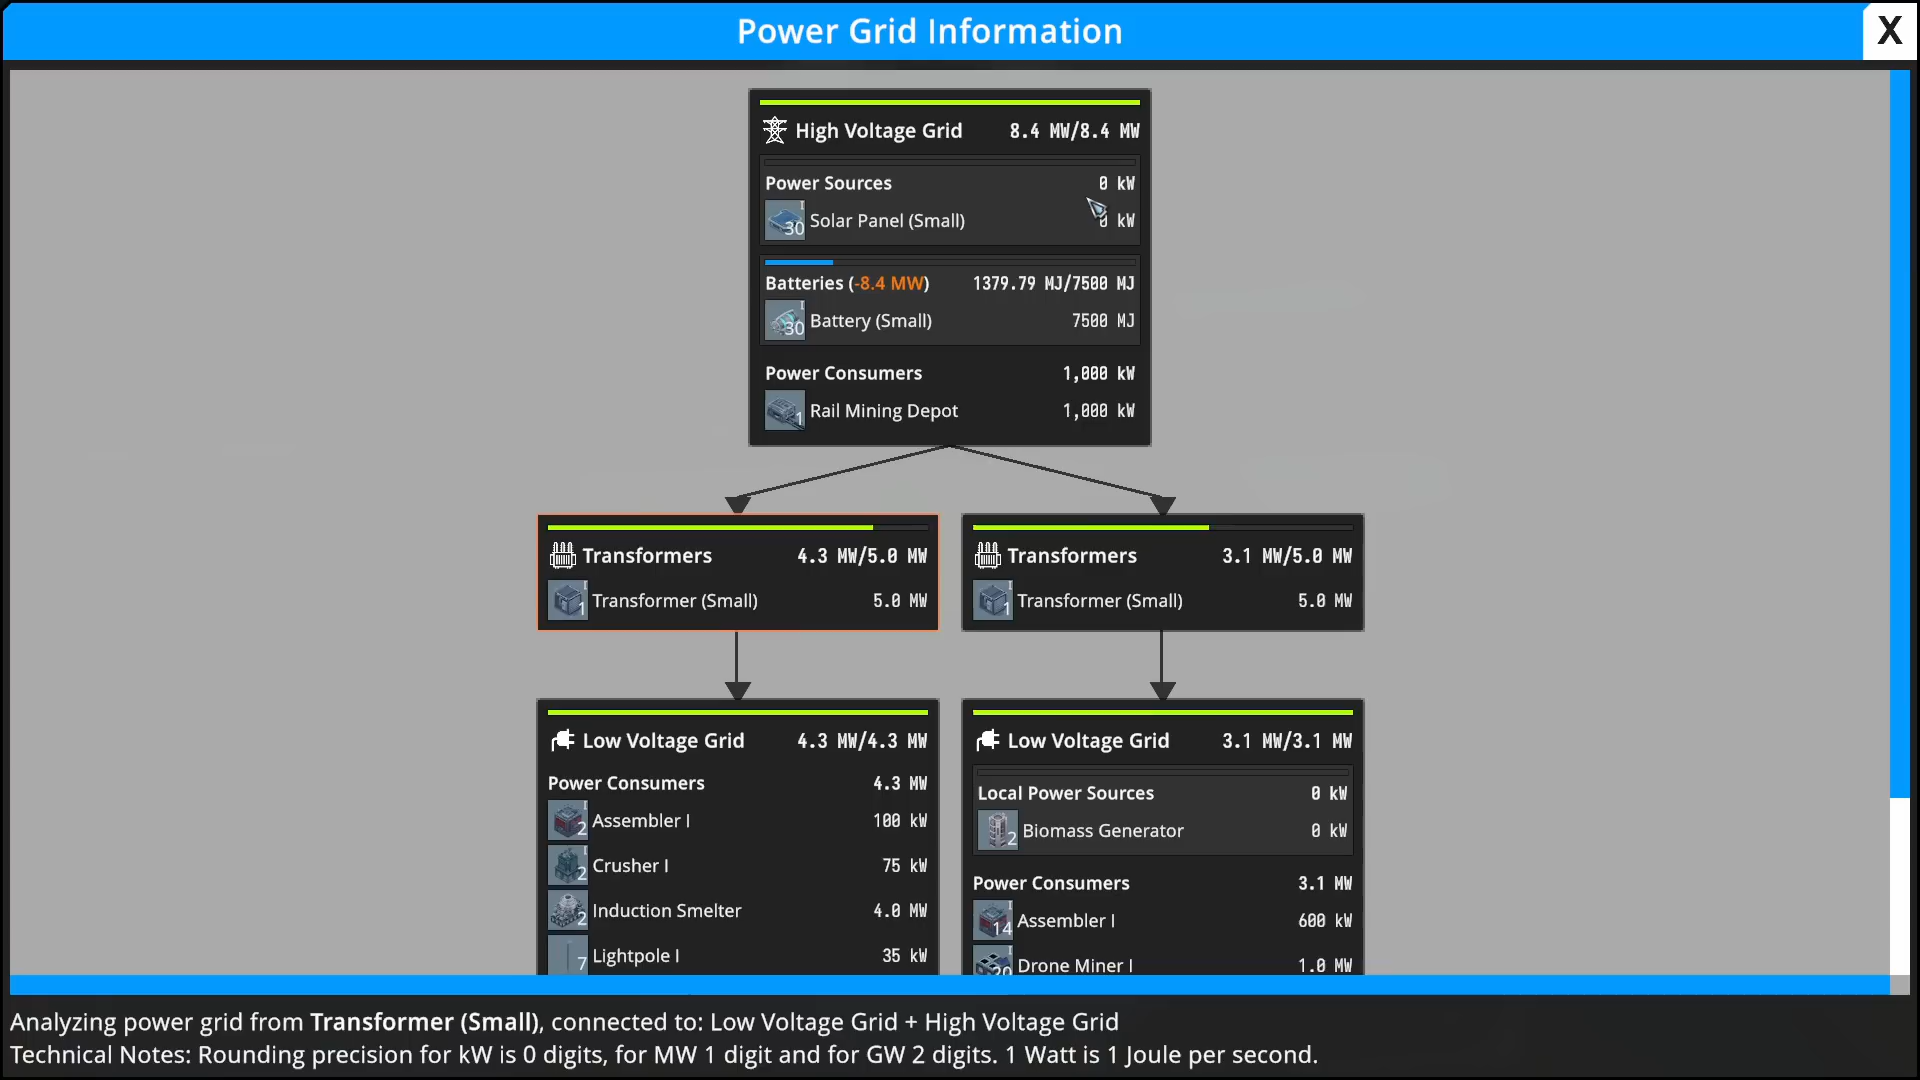 Power Grid Information
X
High Voltage Grid 8.4 MW/8.4 MW
Power Sources 0 kW
I
30 Solar Panel (Small) 0 kW
Batteries (-8.4 MW) 1379.79 MJ/7500 MJ
I
30 Battery (Small) 7500 MJ
Power Consumers 1,000 kW
1 Rail Mining Depot 1,000 kW
Transformers 4.3 MW/5.0 MW
I
1 Transformer (Small) 5.0 MW
Transformers 3.1 MW/5.0 MW
I
1 Transformer (Small) 5.0 MW
Low Voltage Grid 4.3 MW/4.3 MW
Power Consumers 4.3 MW
I
2 Assembler I 100 kW
I
2 Crusher I 75 kW
2 Induction Smelter 4.0 MW
I
7 Lightpole I 35 kW
Low Voltage Grid 3.1 MW/3.1 MW
Local Power Sources 0 kW
2 Biomass Generator 0 kW
Power Consumers 3.1 MW
I
14 Assembler I 600 kW
I
20 Drone Miner I 1.0 MW
Analyzing power grid from Transformer (Small), connected to: Low Voltage Grid + High Voltage Grid
Technical Notes: Rounding precision for kW is 0 digits, for MW 1 digit and for GW 2 digits. 1 Watt is 1 Joule per second.